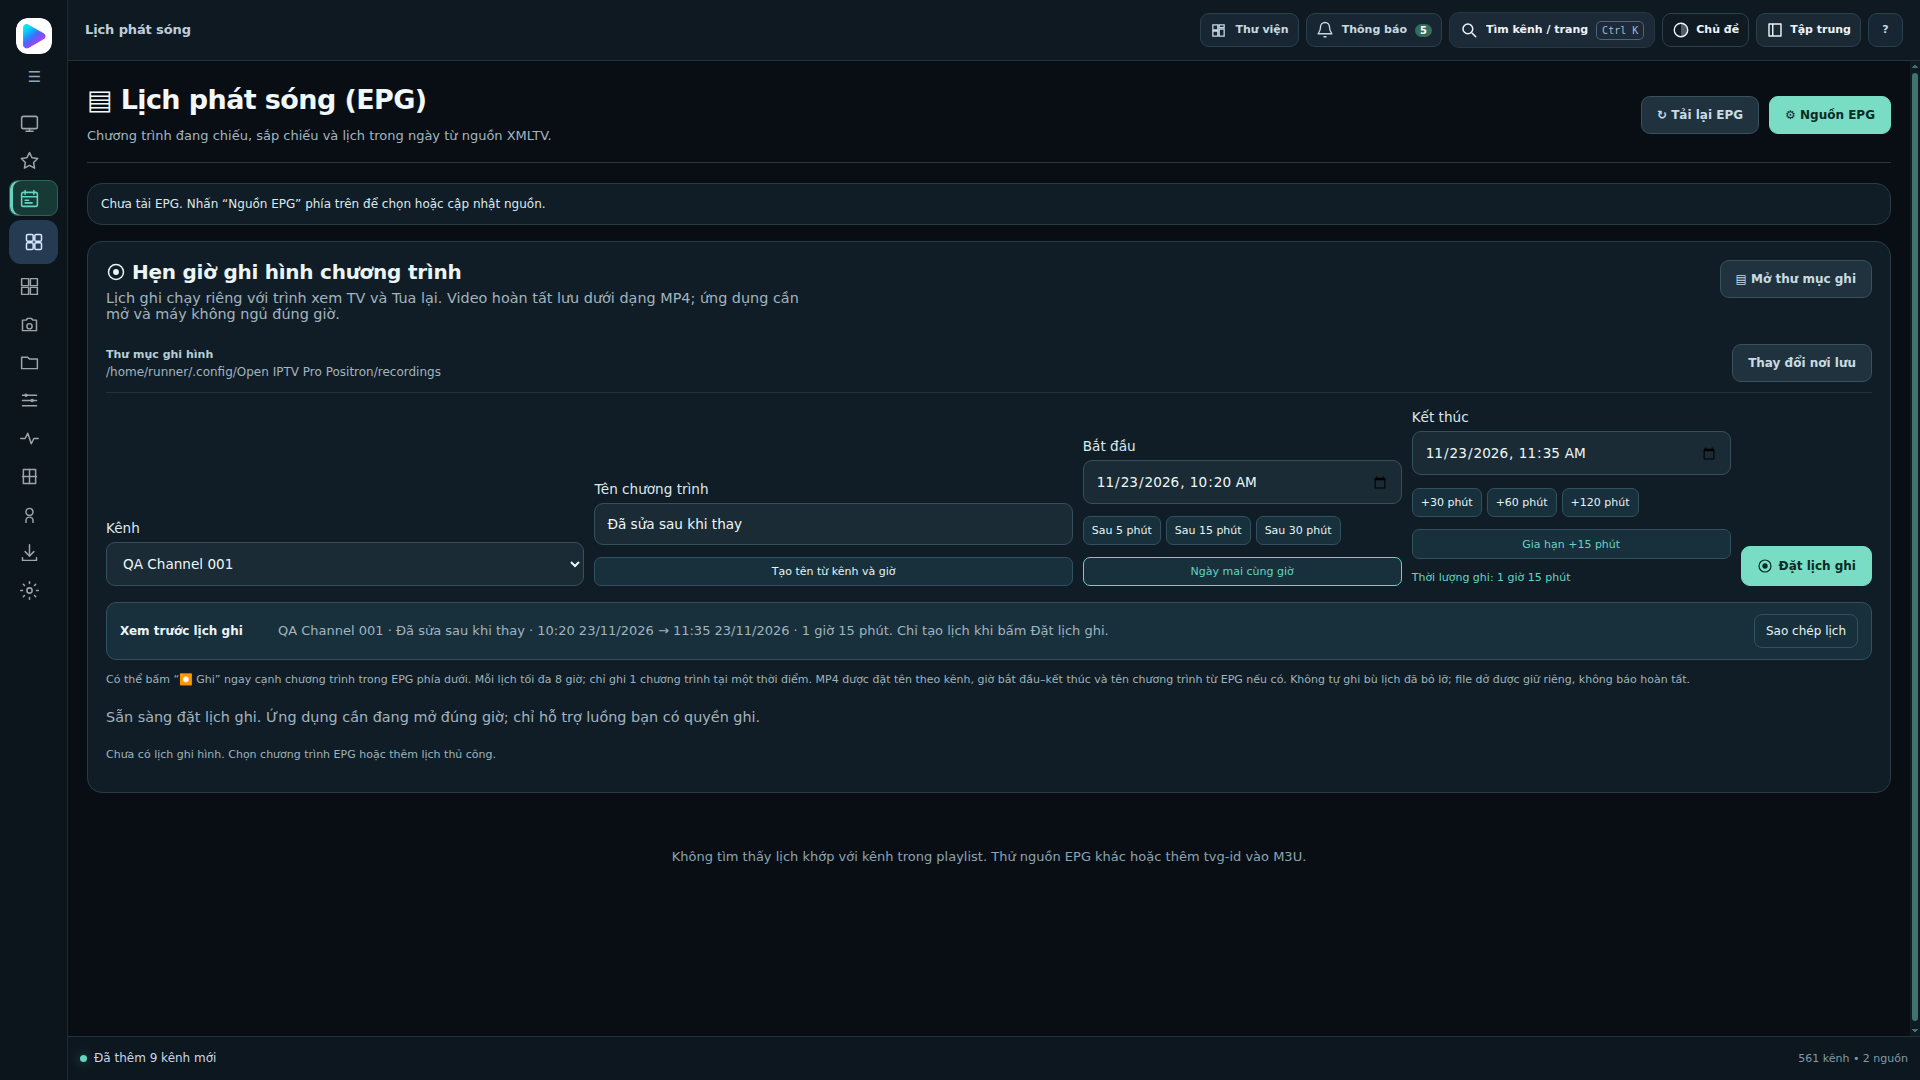 Lịch phát sóng
Thư viện
Thông báo 5
Tìm kênh / trang Ctrl K
Chủ đề
Tập trung
?
▤ Lịch phát sóng (EPG)
Chương trình đang chiếu, sắp chiếu và lịch trong ngày từ nguồn XMLTV.
↻ Tải lại EPG
⚙ Nguồn EPG
Chưa tải EPG. Nhấn “Nguồn EPG” phía trên để chọn hoặc cập nhật nguồn.
Hẹn giờ ghi hình chương trình
Lịch ghi chạy riêng với trình xem TV và Tua lại. Video hoàn tất lưu dưới dạng MP4; ứng dụng cần
mở và máy không ngủ đúng giờ.
▤ Mở thư mục ghi
Thư mục ghi hình
/home/runner/.config/Open IPTV Pro Positron/recordings
Thay đổi nơi lưu
Kênh
QA Channel 001
Tên chương trình
Đã sửa sau khi thay
Tạo tên từ kênh và giờ
Bắt đầu
11/23/2026, 10:20 AM
Sau 5 phút
Sau 15 phút
Sau 30 phút
Ngày mai cùng giờ
Kết thúc
11/23/2026, 11:35 AM
+30 phút
+60 phút
+120 phút
Gia hạn +15 phút
Thời lượng ghi: 1 giờ 15 phút
Đặt lịch ghi
Xem trước lịch ghi
QA Channel 001 · Đã sửa sau khi thay · 10:20 23/11/2026 → 11:35 23/11/2026 · 1 giờ 15 phút. Chỉ tạo lịch khi bấm Đặt lịch ghi.
Sao chép lịch
Có thể bấm “⏺ Ghi” ngay cạnh chương trình trong EPG phía dưới. Mỗi lịch tối đa 8 giờ; chỉ ghi 1 chương trình tại một thời điểm. MP4 được đặt tên theo kênh, giờ bắt đầu–kết thúc và tên chương trình từ EPG nếu có. Không tự ghi bù lịch đã bỏ lỡ; file dở được giữ riêng, không báo hoàn tất.
Sẵn sàng đặt lịch ghi. Ứng dụng cần đang mở đúng giờ; chỉ hỗ trợ luồng bạn có quyền ghi.
Chưa có lịch ghi hình. Chọn chương trình EPG hoặc thêm lịch thủ công.
Không tìm thấy lịch khớp với kênh trong playlist. Thử nguồn EPG khác hoặc thêm tvg-id vào M3U.
Đã thêm 9 kênh mới
561 kênh • 2 nguồn